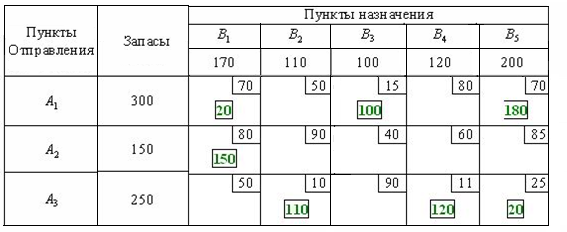 Пункты Отправления Запасы Пункты назначения
B1 B2 B3 B4 B5
170 110 100 120 200
A1 300 70 20 50 15 100 80 70 180
A2 150 80 150 90 40 60 85
A3 250 50 10 110 90 11 120 25 20